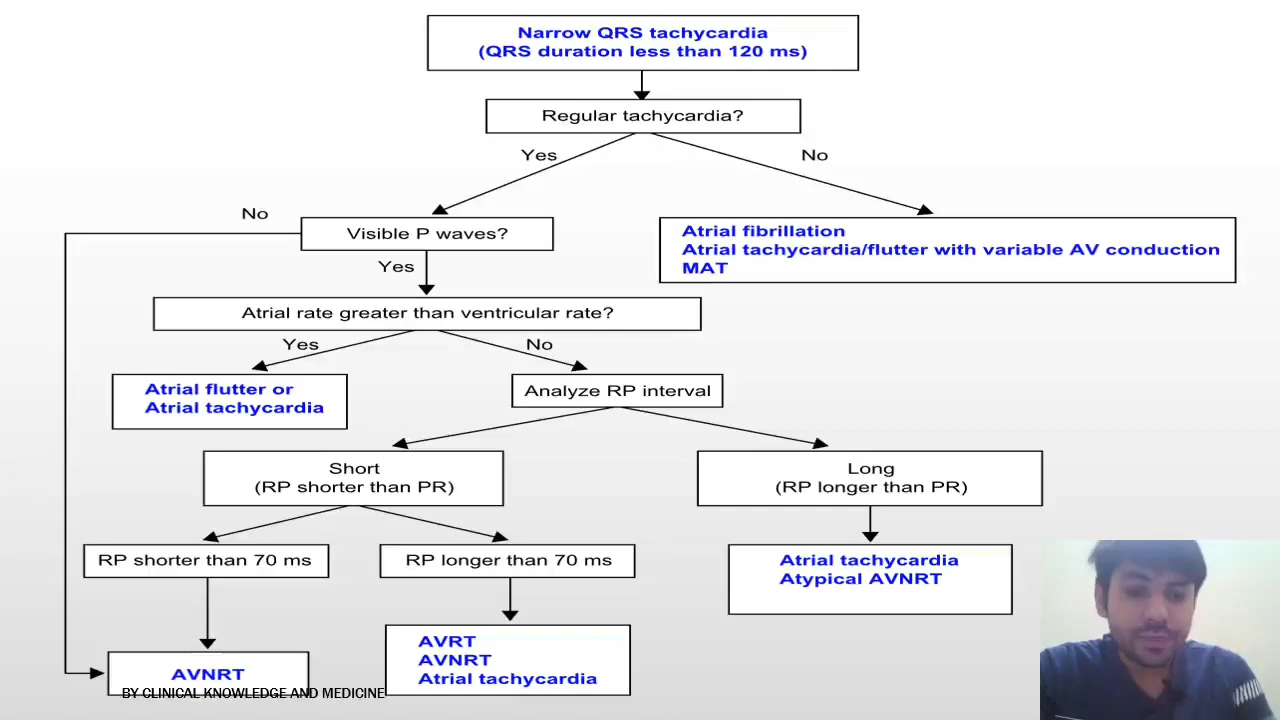 Narrow QRS tachycardia
(QRS duration less than 120 ms)
Regular tachycardia?
Yes
No
No
Visible P waves?
Atrial fibrillation
Atrial tachycardia/flutter with variable AV conduction
MAT
Yes
Atrial rate greater than ventricular rate?
Yes
No
Atrial flutter or
Atrial tachycardia
Analyze RP interval
Short
(RP shorter than PR)
Long
(RP longer than PR)
RP shorter than 70 ms
RP longer than 70 ms
Atrial tachycardia
Atypical AVNRT
AVNRT
AVRT
AVNRT
Atrial tachycardia
BY CLINICAL KNOWLEDGE AND MEDICINE